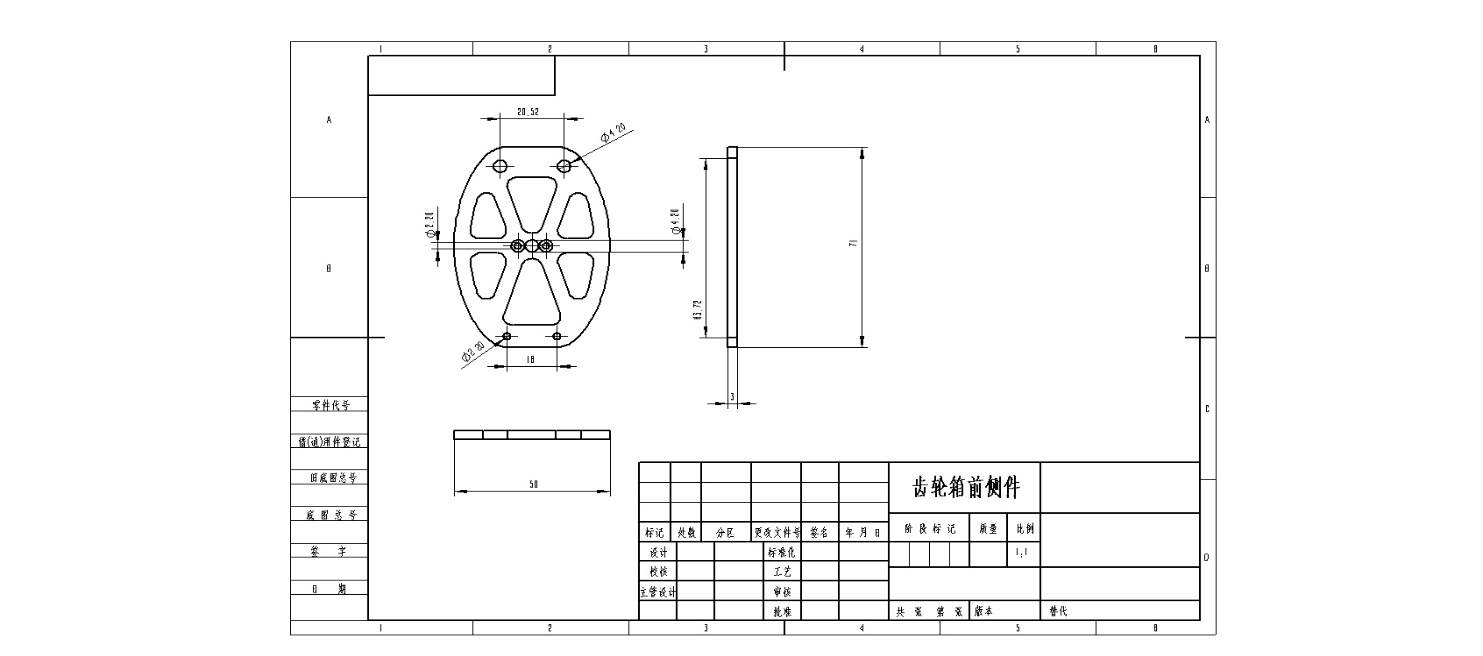 1 2 3 4 5 6
A A
20.52
Ø4.20
Ø2.20
Ø4.20
71
B B
63.72
Ø2.20
18
3
C
零件代号
借(通)用件登记
旧底图总号
底图总号
签字
日期
50
齿轮箱前侧件
标记 处数 分区 更改文件号 签名 年月日
阶段标记 质量 比例
设计 标准化
1:1
D
校核 工艺
主管设计 审核
批准
共 张 第 张 版本 替代
1 2 3 4 5 6